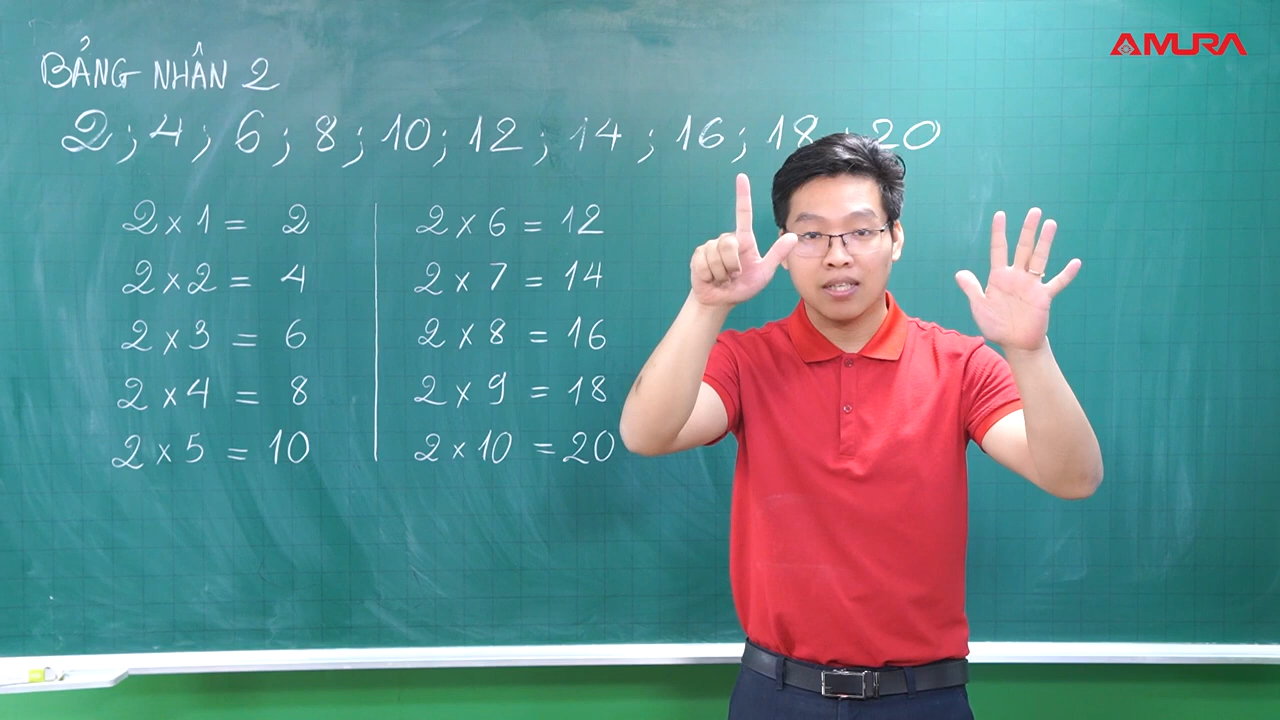 AMURA
BẢNG NHÂN 2
2 ; 4 ; 6 ; 8 ; 10 ; 12 ; 14 ; 16 ; 18 ; 20
2 x 1 = 2
2 x 2 = 4
2 x 3 = 6
2 x 4 = 8
2 x 5 = 10
2 x 6 = 12
2 x 7 = 14
2 x 8 = 16
2 x 9 = 18
2 x 10 = 20